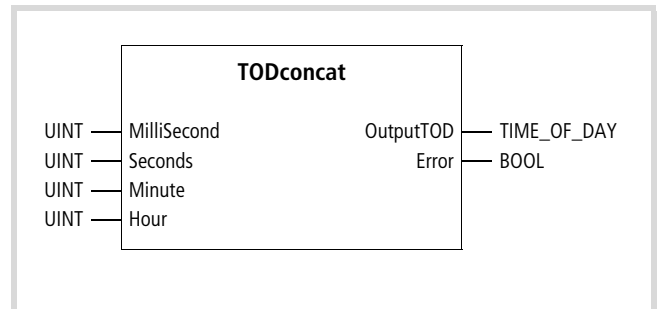 TODconcat
UINT MilliSecond OutputTOD TIME_OF_DAY
UINT Seconds Error BOOL
UINT Minute
UINT Hour